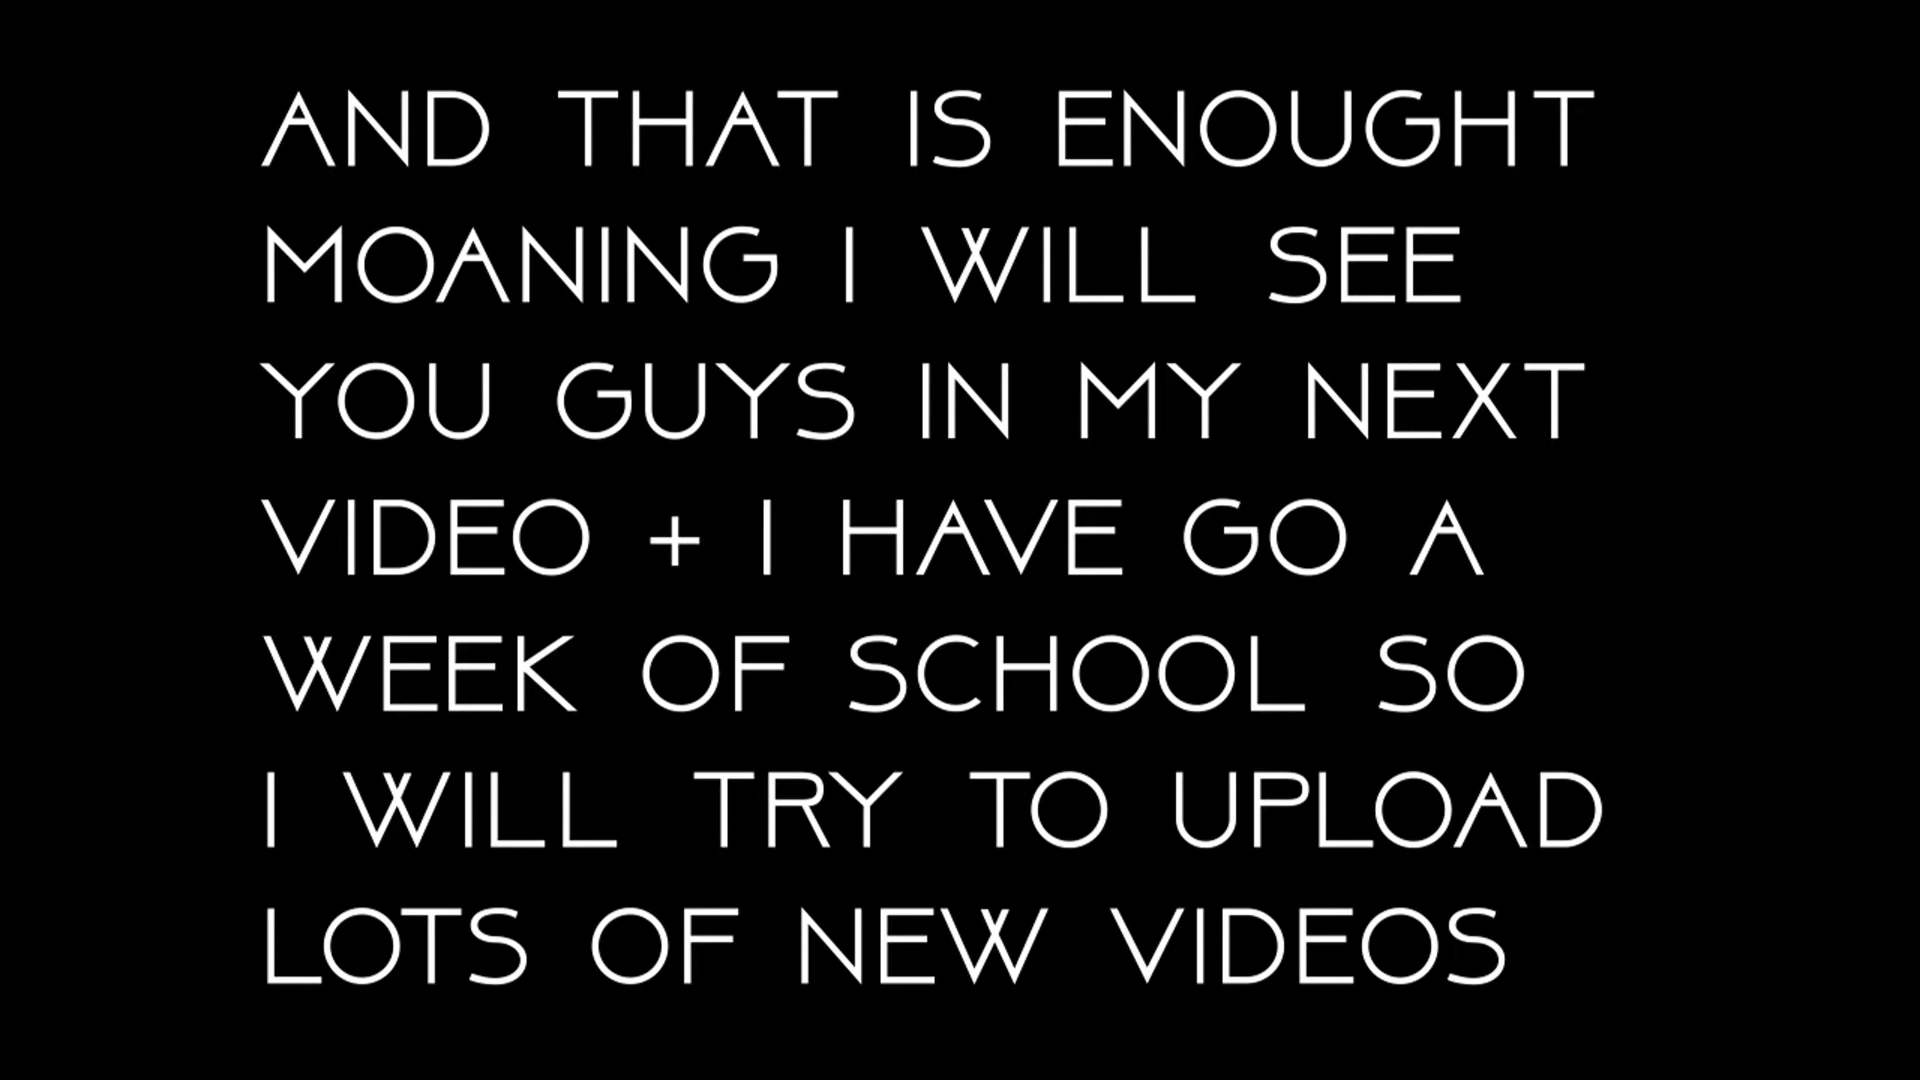 AND THAT IS ENOUGHT
MOANING I WILL SEE
YOU GUYS IN MY NEXT
VIDEO + I HAVE GO A
WEEK OF SCHOOL SO
I WILL TRY TO UPLOAD
LOTS OF NEW VIDEOS